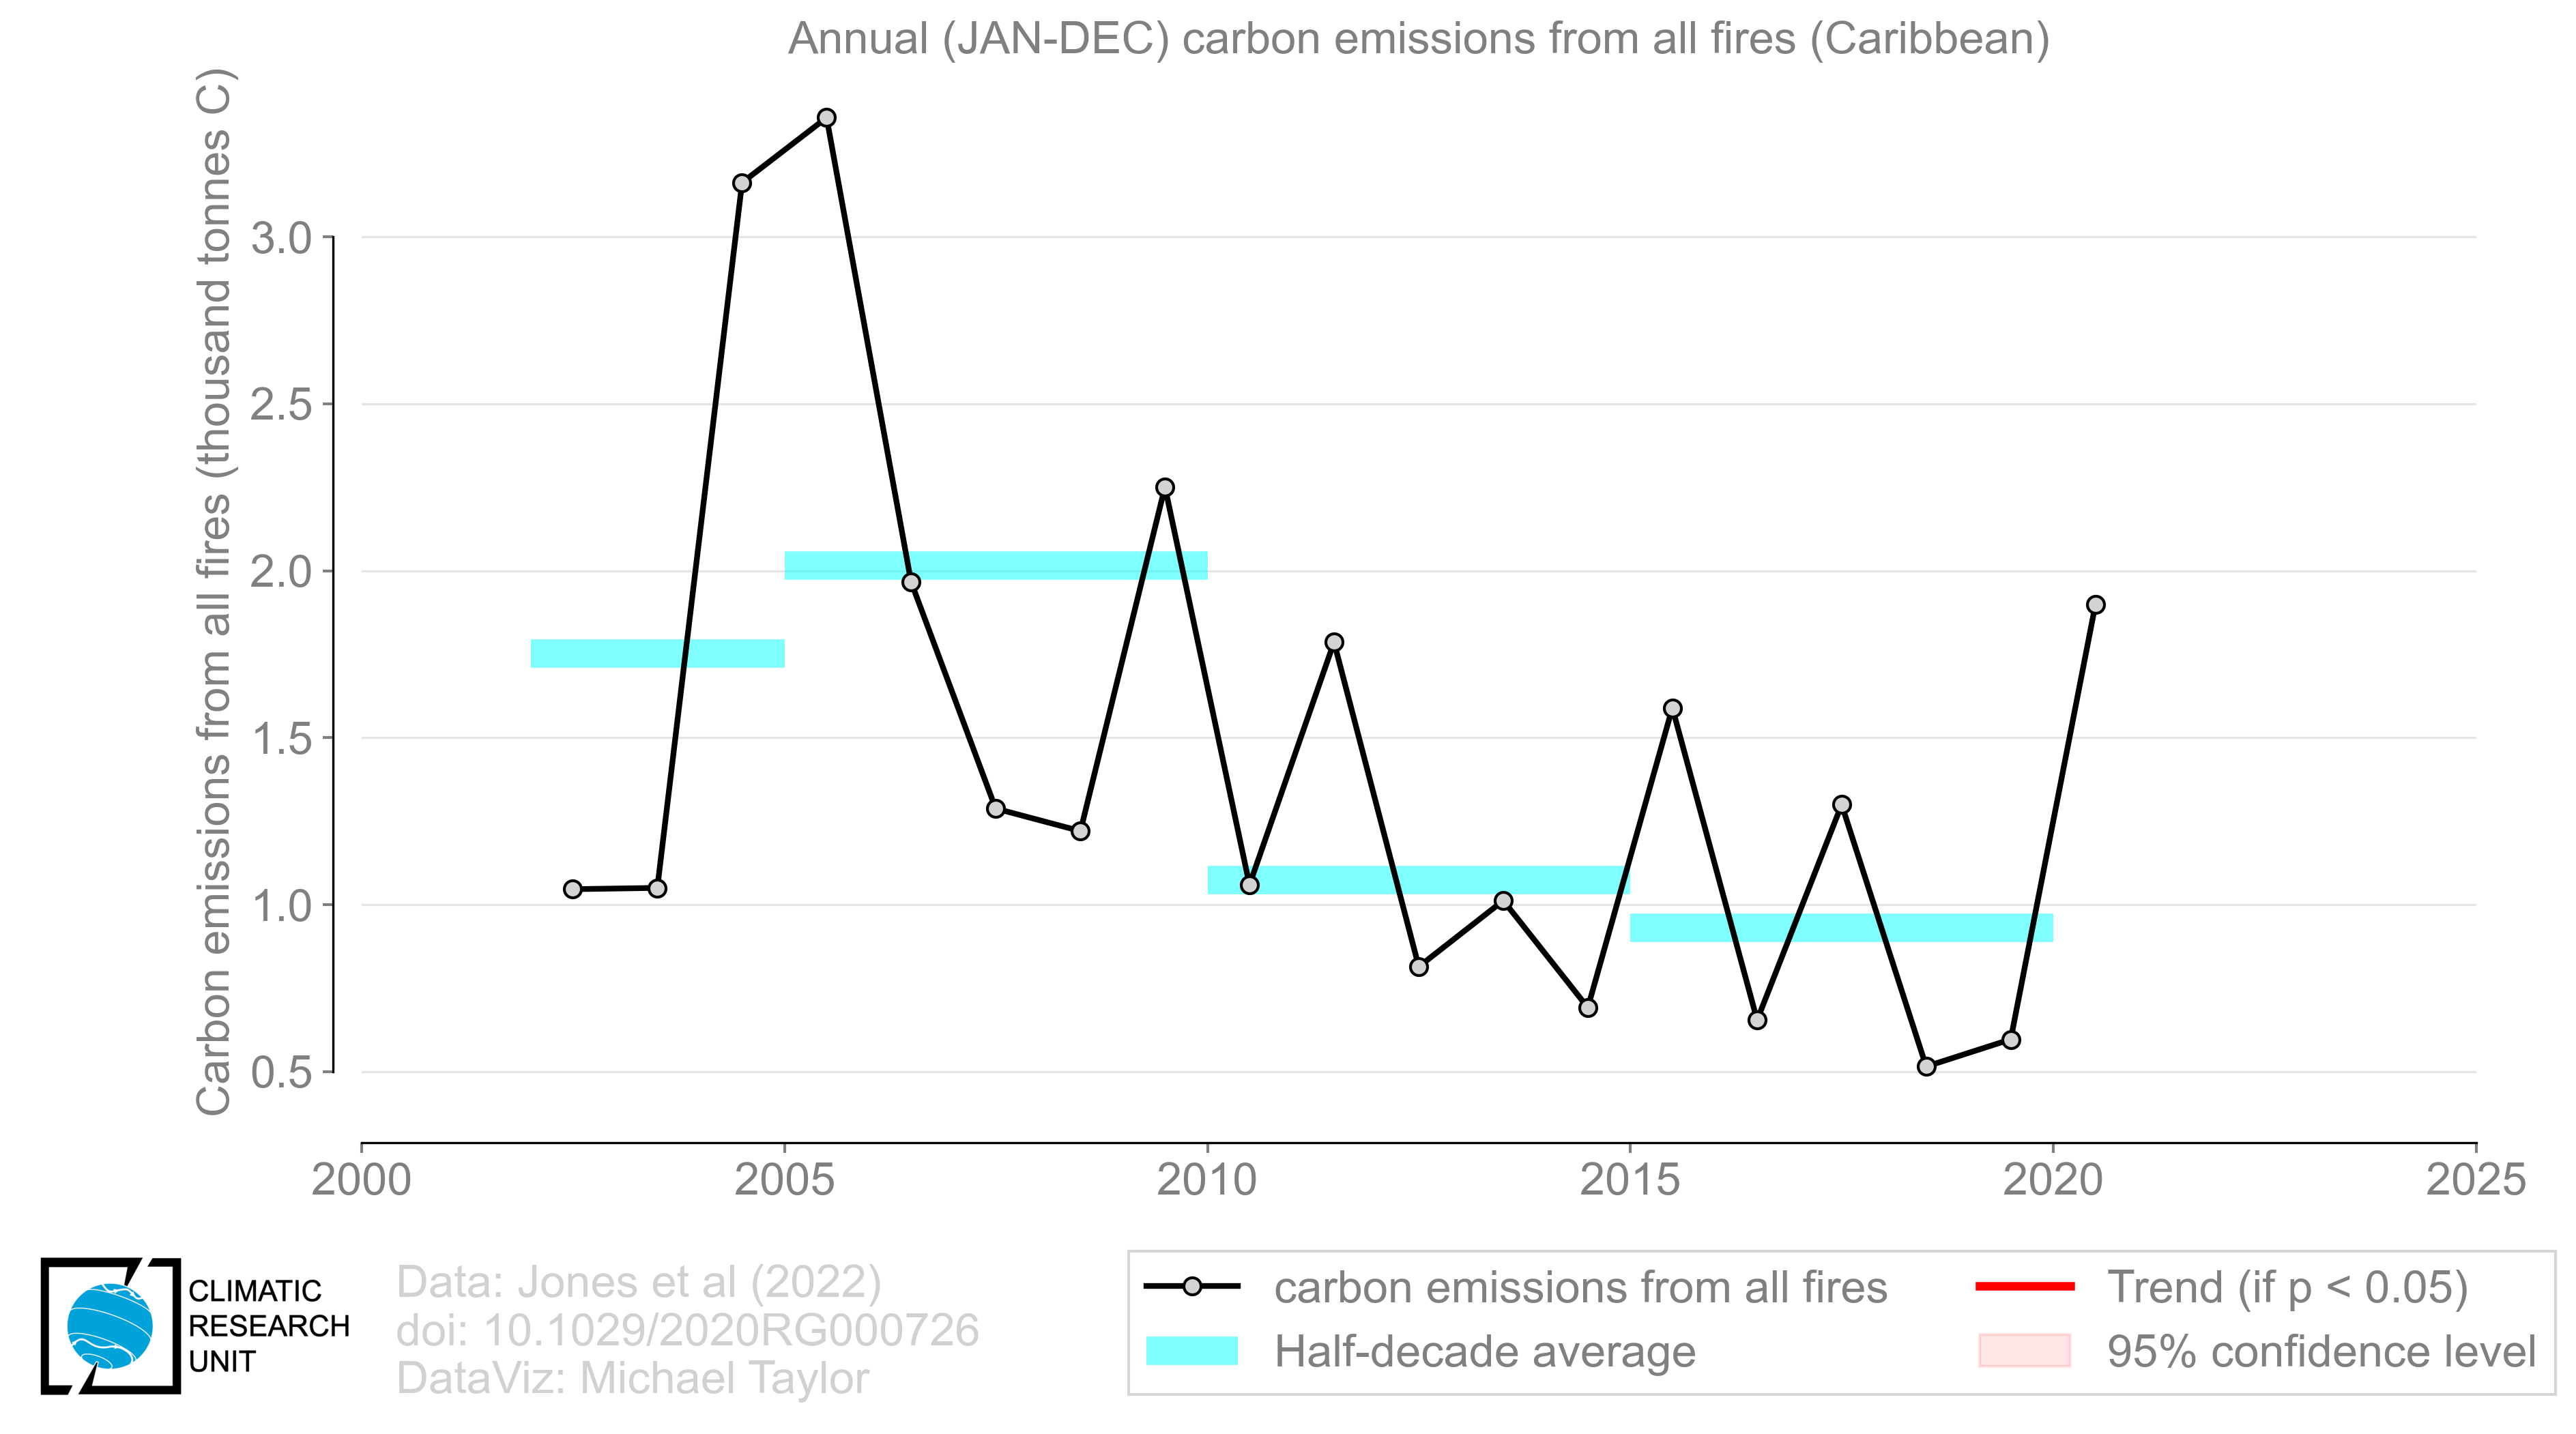 Annual (JAN-DEC) carbon emissions from all fires (Caribbean)
Carbon emissions from all fires (thousand tonnes C)
3.0
2.5
2.0
1.5
1.0
0.5
2000 2005 2010 2015 2020 2025
CLIMATIC
RESEARCH
UNIT
Data: Jones et al (2022)
doi: 10.1029/2020RG000726
DataViz: Michael Taylor
carbon emissions from all fires
Half-decade average
Trend (if p < 0.05)
95% confidence level